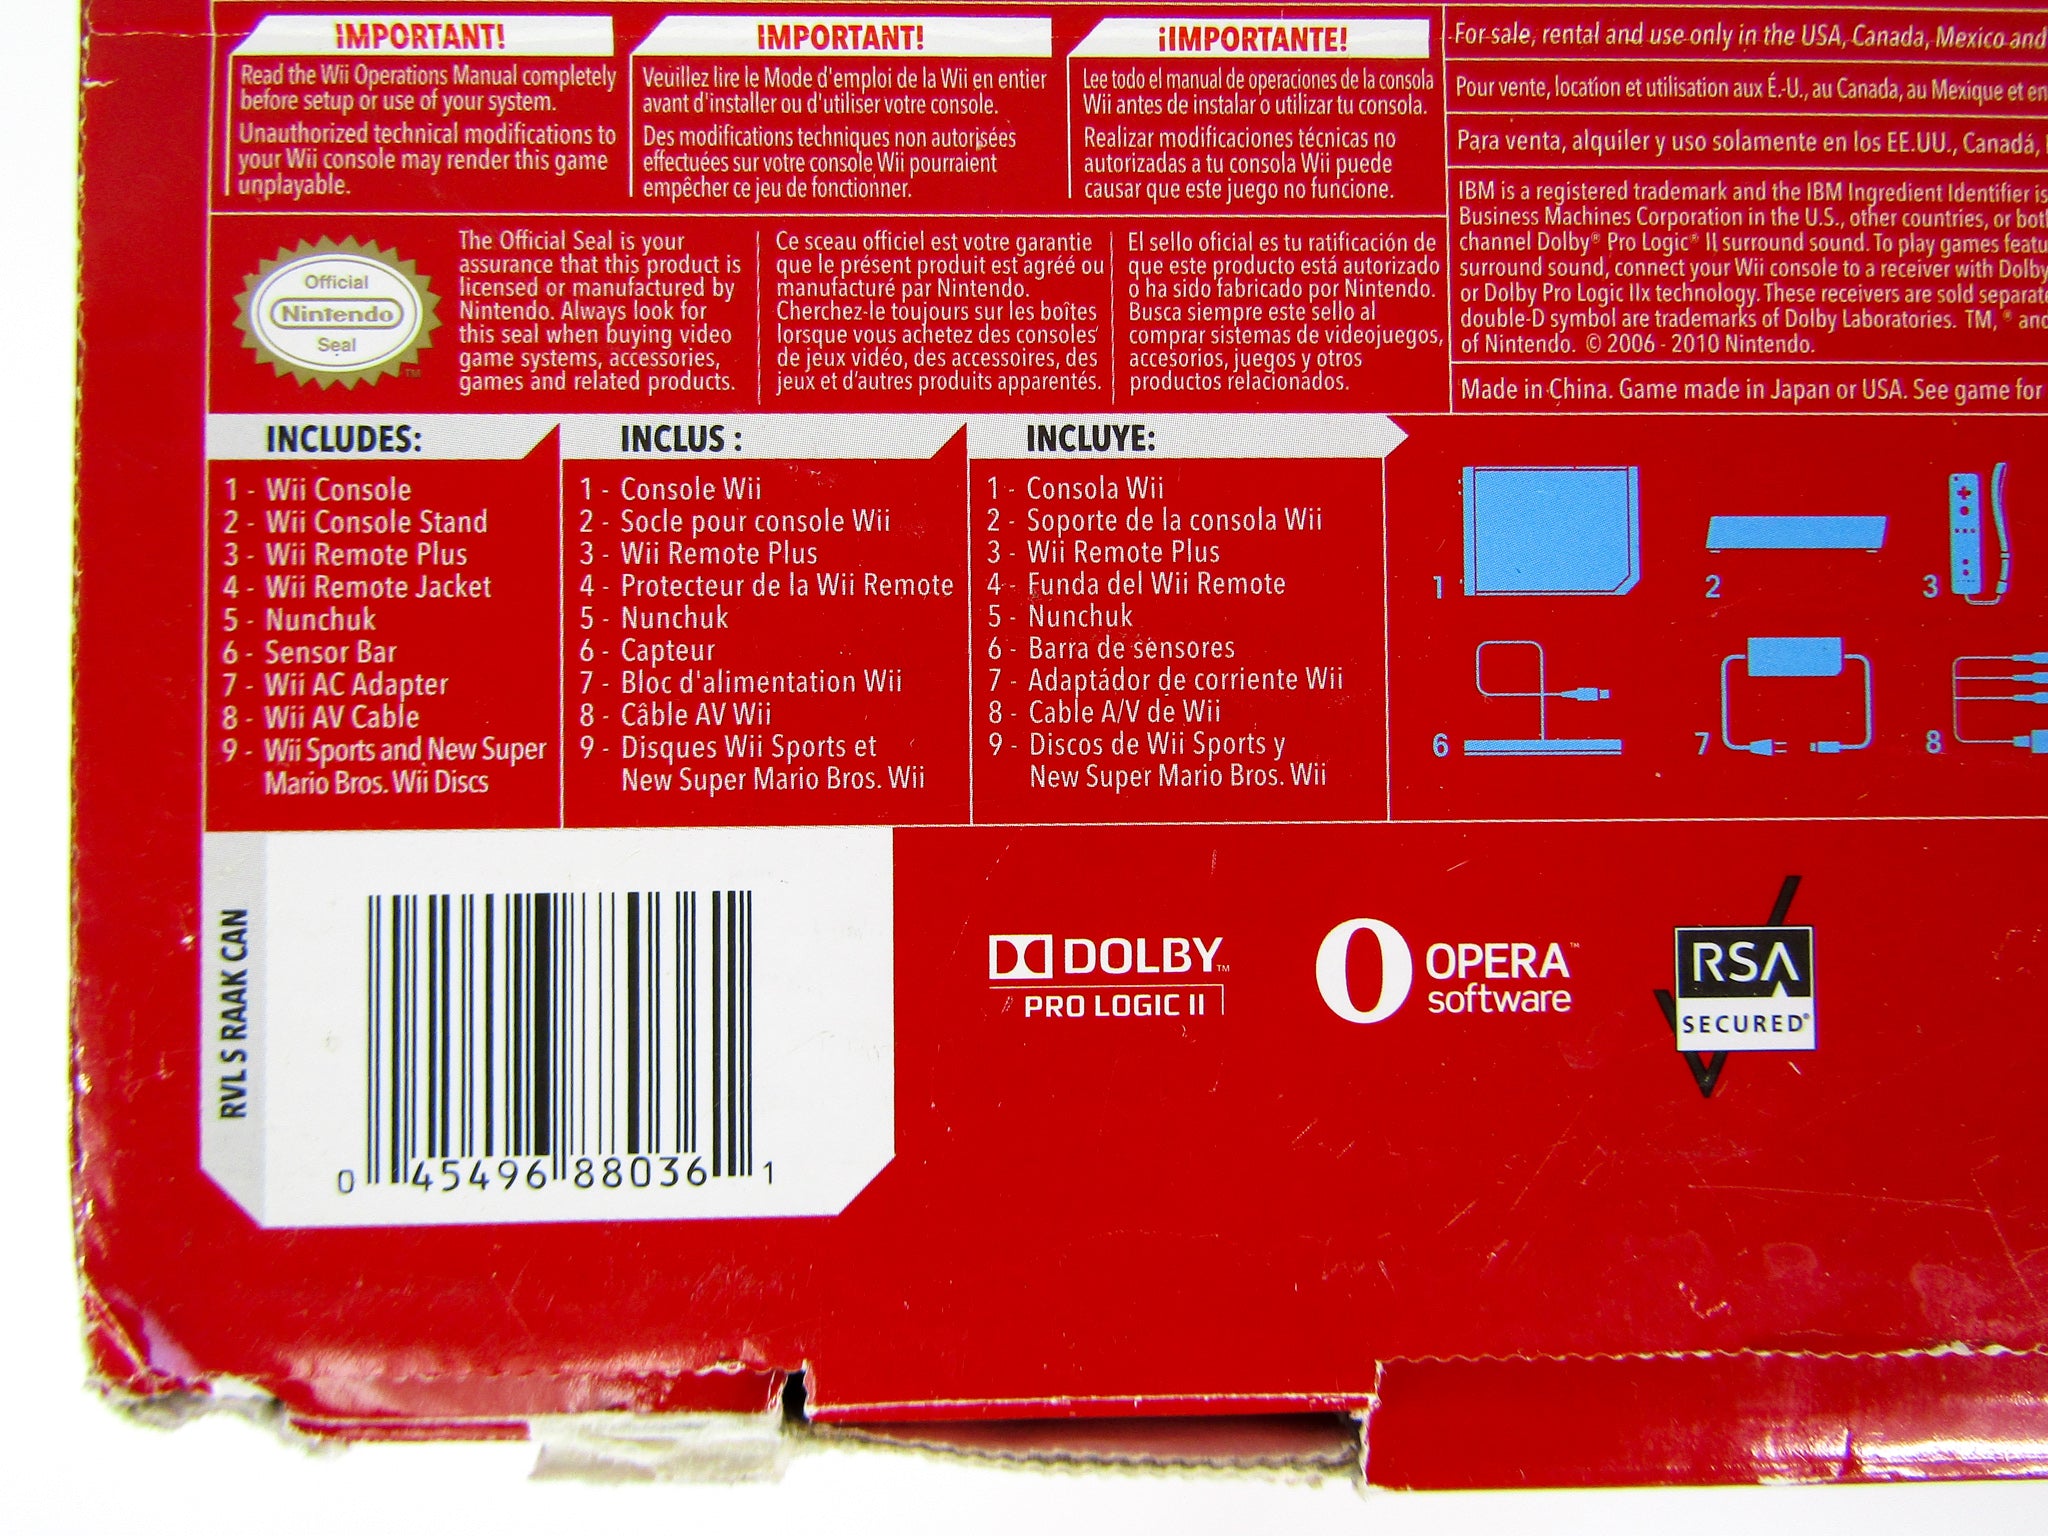 IMPORTANT!
Read the Wii Operations Manual completely
before setup or use of your system.
Unauthorized technical modifications to
your Wii console may render this game
unplayable.
IMPORTANT!
Veuillez lire le Mode d'emploi de la Wii en entier
avant d'installer ou d'utiliser votre console.
Des modifications techniques non autorisées
effectuées sur votre console Wii pourraient
empêcher ce jeu de fonctionner.
¡IMPORTANTE!
Lee todo el manual de operaciones de la consola
Wii antes de instalar o utilizar tu consola.
Realizar modificaciones técnicas no
autorizadas a tu consola Wii puede
causar que este juego no funcione.
For sale, rental and use only in the USA, Canada, Mexico and
Pour vente, location et utilisation aux É.-U., au Canada, au Mexique et en
Para venta, alquiler y uso solamente en los EE.UU., Canadá,
IBM is a registered trademark and the IBM Ingredient Identifier is
Business Machines Corporation in the U.S., other countries, or both
channel Dolby® Pro Logic® II surround sound. To play games featu
surround sound, connect your Wii console to a receiver with Dolby
or Dolby Pro Logic IIx technology. These receivers are sold separate
double-D symbol are trademarks of Dolby Laboratories. TM, ® and
of Nintendo. © 2006 - 2010 Nintendo.
Made in China. Game made in Japan or USA. See game for
Official
Nintendo
Seal
TM
The Official Seal is your
assurance that this product is
licensed or manufactured by
Nintendo. Always look for
this seal when buying video
game systems, accessories,
games and related products.
Ce sceau officiel est votre garantie
que le présent produit est agréé ou
manufacturé par Nintendo.
Cherchez-le toujours sur les boîtes
lorsque vous achetez des consoles
de jeux vidéo, des accessoires, des
jeux et d'autres produits apparentés.
El sello oficial es tu ratificación de
que este producto está autorizado
o ha sido fabricado por Nintendo.
Busca siempre este sello al
comprar sistemas de videojuegos,
accesorios, juegos y otros
productos relacionados.
INCLUDES:
1 - Wii Console
2 - Wii Console Stand
3 - Wii Remote Plus
4 - Wii Remote Jacket
5 - Nunchuk
6 - Sensor Bar
7 - Wii AC Adapter
8 - Wii AV Cable
9 - Wii Sports and New Super
Mario Bros. Wii Discs
INCLUS :
1 - Console Wii
2 - Socle pour console Wii
3 - Wii Remote Plus
4 - Protecteur de la Wii Remote
5 - Nunchuk
6 - Capteur
7 - Bloc d'alimentation Wii
8 - Câble AV Wii
9 - Disques Wii Sports et
New Super Mario Bros. Wii
INCLUYE:
1 - Consola Wii
2 - Soporte de la consola Wii
3 - Wii Remote Plus
4 - Funda del Wii Remote
5 - Nunchuk
6 - Barra de sensores
7 - Adaptador de corriente Wii
8 - Cable A/V de Wii
9 - Discos de Wii Sports y
New Super Mario Bros. Wii
1
2
3
6
7
8
RVL S RAAK CAN
0 45496 88036 1
DOLBY™
PRO LOGIC II
OPERA™
software
RSA
SECURED®